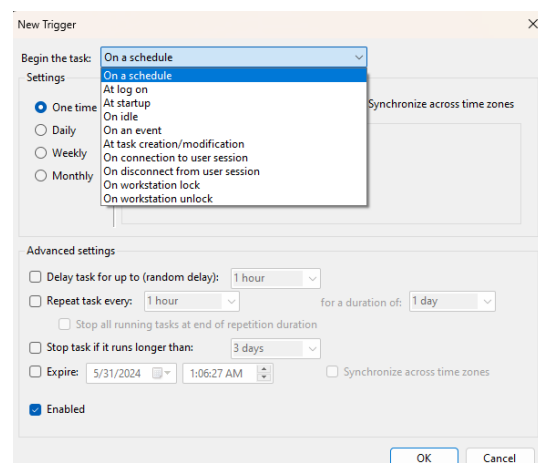 New Trigger
Begin the task: On a schedule
On a schedule
At log on
At startup
On idle
On an event
At task creation/modification
On connection to user session
On disconnect from user session
On workstation lock
On workstation unlock
Settings
One time
Daily
Weekly
Monthly
Synchronize across time zones
Advanced settings
Delay task for up to (random delay): 1 hour
Repeat task every: 1 hour for a duration of: 1 day
Stop all running tasks at end of repetition duration
Stop task if it runs longer than: 3 days
Expire: 5/31/2024 1:06:27 AM Synchronize across time zones
Enabled
OK Cancel